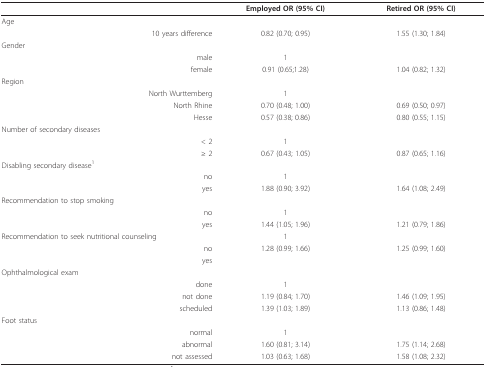 Employed OR (95% CI) Retired OR (95% CI)
Age
10 years difference 0.82 (0.70; 0.95) 1.55 (1.30; 1.84)
Gender
male 1
female 0.91 (0.65;1.28) 1.04 (0.82; 1.32)
Region
North Wurttemberg 1
North Rhine 0.70 (0.48; 1.00) 0.69 (0.50; 0.97)
Hesse 0.57 (0.38; 0.86) 0.80 (0.55; 1.15)
Number of secondary diseases
< 2 1
≥ 2 0.67 (0.43; 1.05) 0.87 (0.65; 1.16)
Disabling secondary disease1
no 1
yes 1.88 (0.90; 3.92) 1.64 (1.08; 2.49)
Recommendation to stop smoking
no 1
yes 1.44 (1.05; 1.96) 1.21 (0.79; 1.86)
Recommendation to seek nutritional counseling 1
no 1.28 (0.99; 1.66) 1.25 (0.99; 1.60)
yes
Ophthalmological exam
done 1
not done 1.19 (0.84; 1.70) 1.46 (1.09; 1.95)
scheduled 1.39 (1.03; 1.89) 1.13 (0.86; 1.48)
Foot status
normal 1
abnormal 1.60 (0.81; 3.14) 1.75 (1.14; 2.68)
not assessed 1.03 (0.63; 1.68) 1.58 (1.08; 2.32)